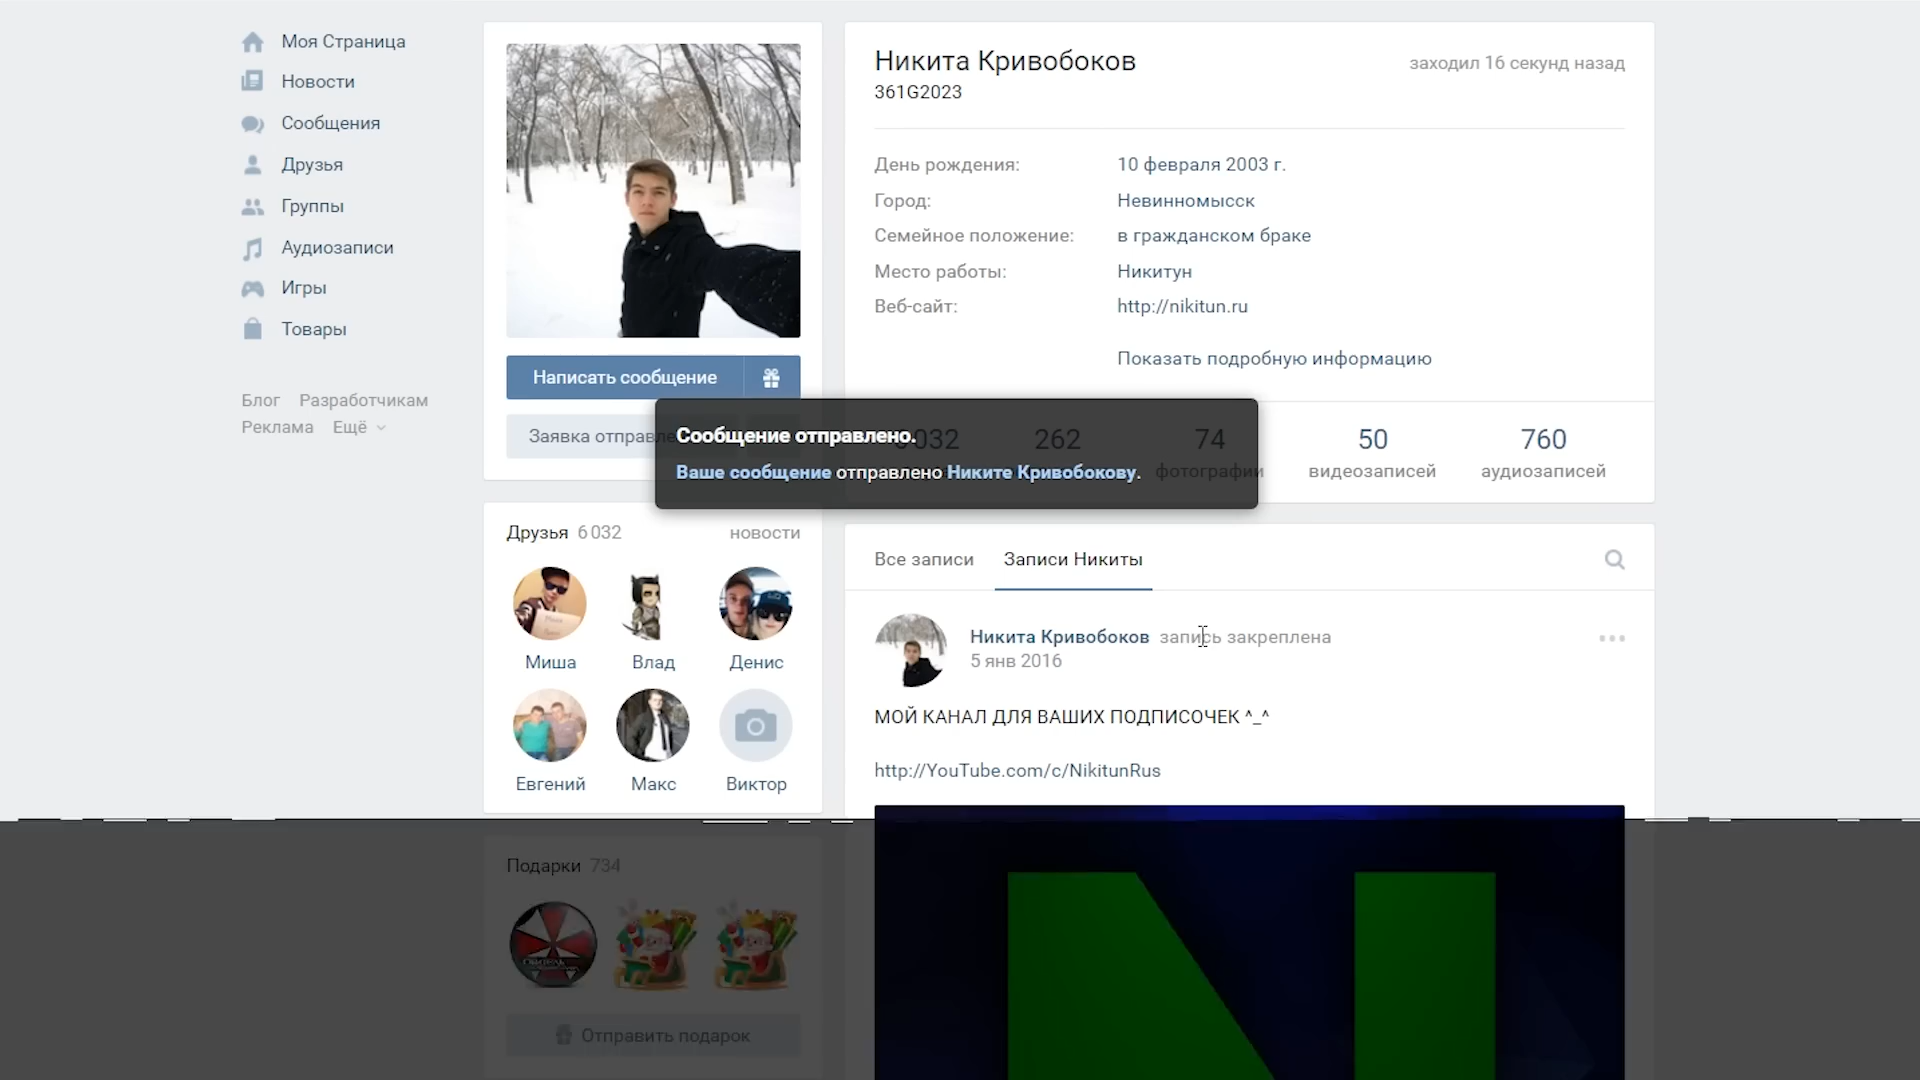 Моя Страница
Новости
Сообщения
Друзья
Группы
Аудиозаписи
Игры
Товары
Блог Разработчикам
Реклама Ещё
Написать сообщение
Заявка отправле
Друзья 6 032 новости
Миша Влад Денис
Евгений Макс Виктор
Подарки 734
Отправить подарок
Никита Кривобоков заходил 16 секунд назад
361G2023
День рождения: 10 февраля 2003 г.
Город: Невинномысск
Семейное положение: в гражданском браке
Место работы: Никитун
Веб-сайт: http://nikitun.ru
Показать подробную информацию
032 262 74 50 760
фотографии видеозаписей аудиозаписей
Сообщение отправлено.
Ваше сообщение отправлено Никите Кривобокову.
Все записи Записи Никиты
Никита Кривобоков запись закреплена
5 янв 2016
МОЙ КАНАЛ ДЛЯ ВАШИХ ПОДПИСОЧЕК ^_^
http://YouTube.com/c/NikitunRus